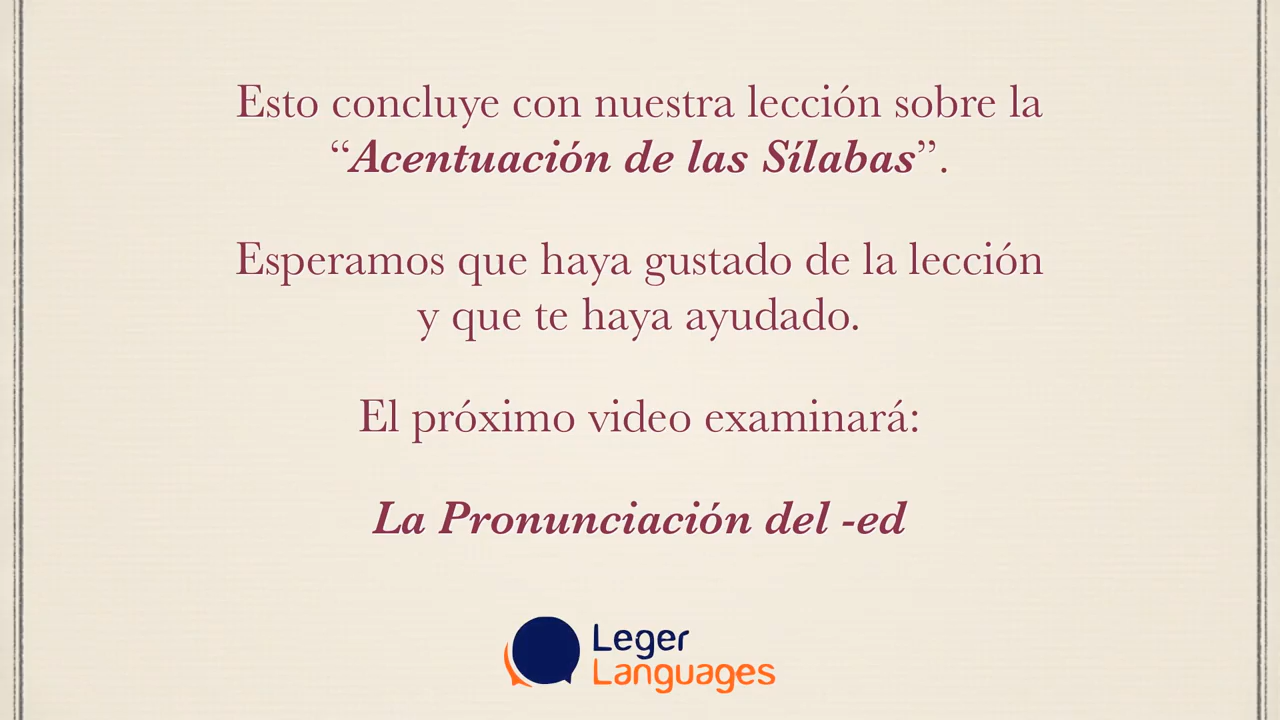 Esto concluye con nuestra lección sobre la
“Acentuación de las Sílabas”.
Esperamos que haya gustado de la lección
y que te haya ayudado.
El próximo video examinará:
La Pronunciación del -ed
Leger
Languages